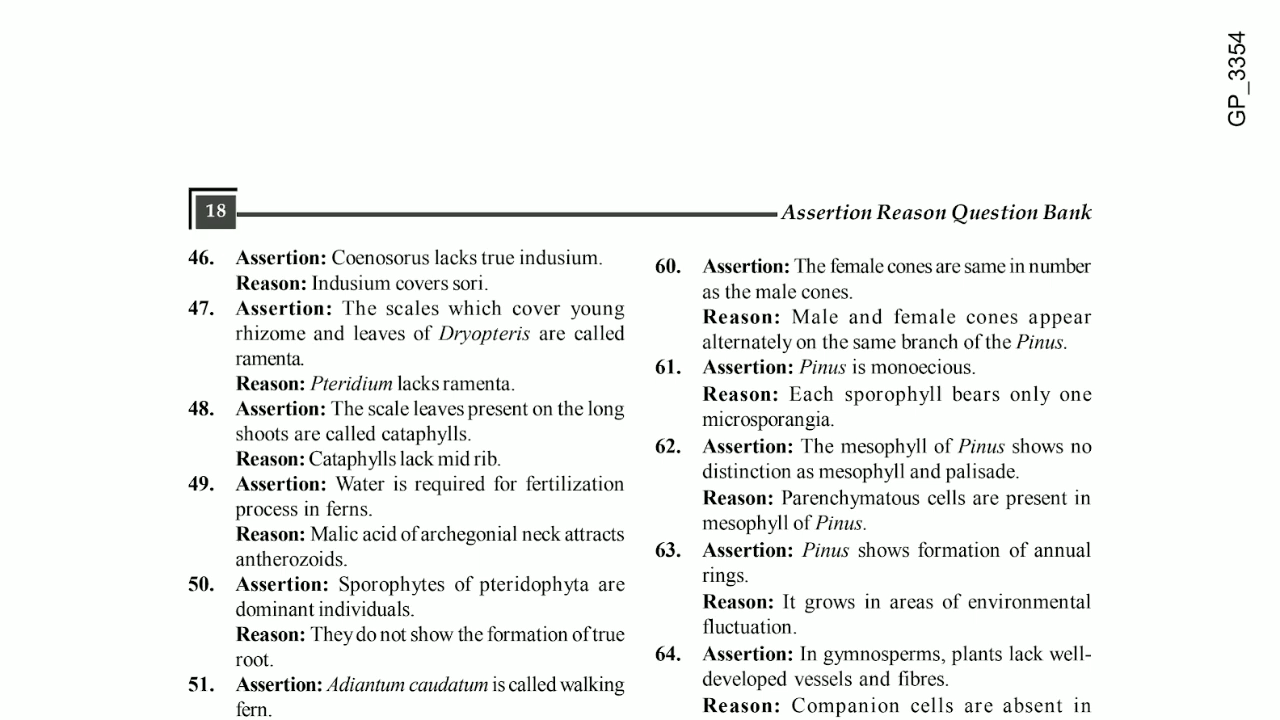 GP_3354
18
Assertion Reason Question Bank
46. Assertion: Coenosorus lacks true indusium.
Reason: Indusium covers sori.
47. Assertion: The scales which cover young
rhizome and leaves of Dryopteris are called
ramenta.
Reason: Pteridium lacks ramenta.
48. Assertion: The scale leaves present on the long
shoots are called cataphylls.
Reason: Cataphylls lack mid rib.
49. Assertion: Water is required for fertilization
process in ferns.
Reason: Malic acid of archegonial neck attracts
antherozoids.
50. Assertion: Sporophytes of pteridophyta are
dominant individuals.
Reason: They do not show the formation of true
root.
51. Assertion: Adiantum caudatum is called walking
fern.
60. Assertion: The female cones are same in number
as the male cones.
Reason: Male and female cones appear
alternately on the same branch of the Pinus.
61. Assertion: Pinus is monoecious.
Reason: Each sporophyll bears only one
microsporangia.
62. Assertion: The mesophyll of Pinus shows no
distinction as mesophyll and palisade.
Reason: Parenchymatous cells are present in
mesophyll of Pinus.
63. Assertion: Pinus shows formation of annual
rings.
Reason: It grows in areas of environmental
fluctuation.
64. Assertion: In gymnosperms, plants lack well-
developed vessels and fibres.
Reason: Companion cells are absent in